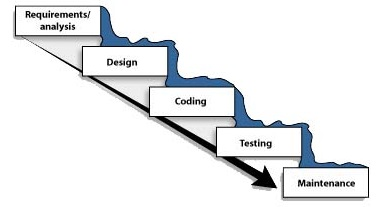 Requirements/
analysis
Design
Coding
Testing
Maintenance